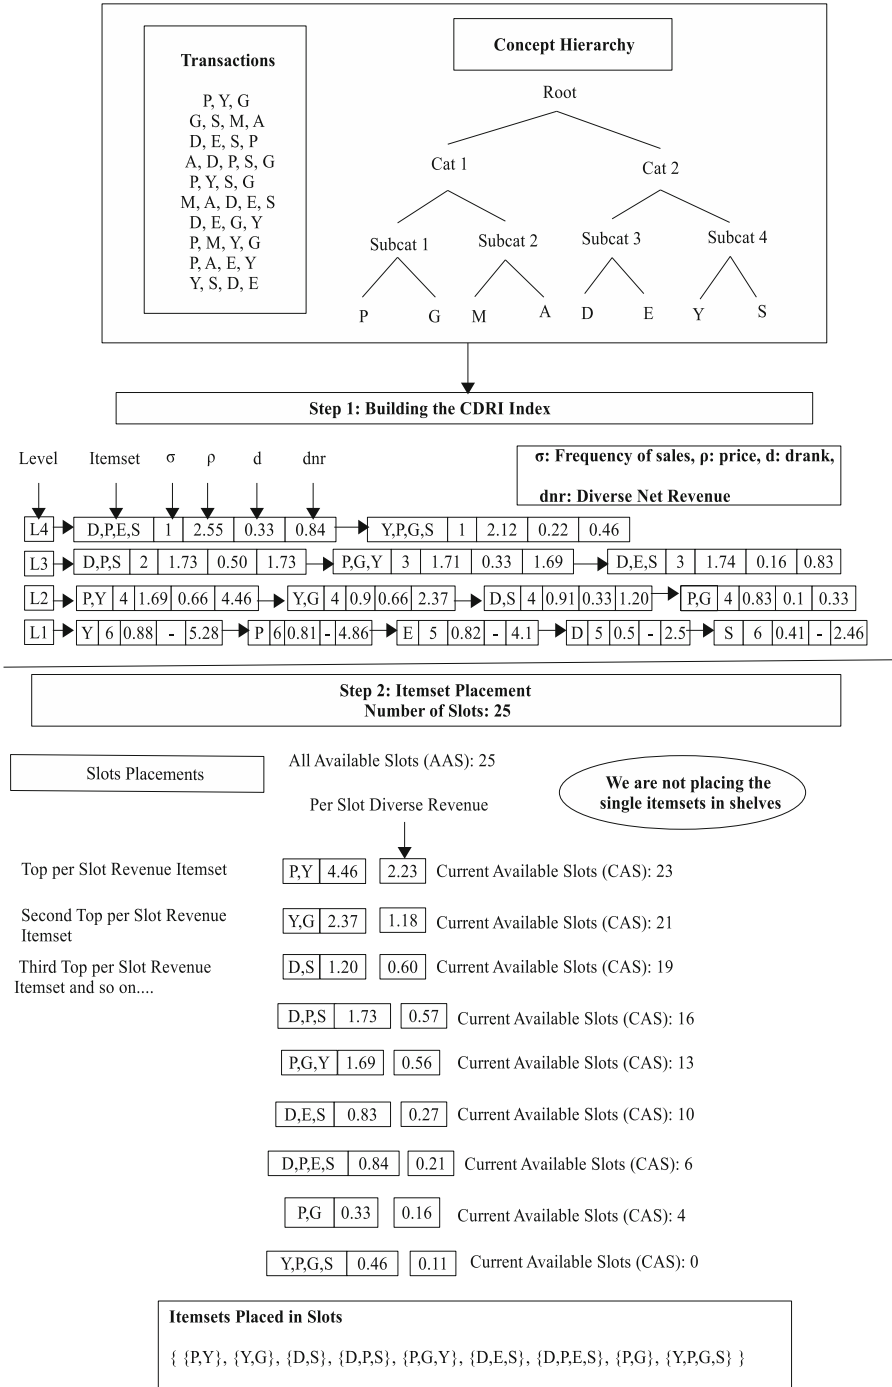 Transactions
P, Y, G
G, S, M, A
D, E, S, P
A, D, P, S, G
P, Y, S, G
M, A, D, E, S
D, E, G, Y
P, M, Y, G
P, A, E, Y
Y, S, D, E
Concept Hierarchy
Root
Cat 1 Cat 2
Subcat 1 Subcat 2 Subcat 3 Subcat 4
P G M A D E Y S
Step 1: Building the CDRI Index
Level Itemset σ ρ d dnr
σ: Frequency of sales, ρ: price, d: drank,
dnr: Diverse Net Revenue
L4 D,P,E,S 1 2.55 0.33 0.84 Y,P,G,S 1 2.12 0.22 0.46
L3 D,P,S 2 1.73 0.50 1.73 P,G,Y 3 1.71 0.33 1.69 D,E,S 3 1.74 0.16 0.83
L2 P,Y 4 1.69 0.66 4.46 Y,G 4 0.9 0.66 2.37 D,S 4 0.91 0.33 1.20 P,G 4 0.83 0.1 0.33
L1 Y 6 0.88 - 5.28 P 6 0.81 - 4.86 E 5 0.82 - 4.1 D 5 0.5 - 2.5 S 6 0.41 - 2.46
Step 2: Itemset Placement
Number of Slots: 25
Slots Placements
All Available Slots (AAS): 25
We are not placing the
single itemsets in shelves
Per Slot Diverse Revenue
Top per Slot Revenue Itemset P,Y 4.46 2.23 Current Available Slots (CAS): 23
Second Top per Slot Revenue
Itemset
Y,G 2.37 1.18 Current Available Slots (CAS): 21
Third Top per Slot Revenue
Itemset and so on....
D,S 1.20 0.60 Current Available Slots (CAS): 19
D,P,S 1.73 0.57 Current Available Slots (CAS): 16
P,G,Y 1.69 0.56 Current Available Slots (CAS): 13
D,E,S 0.83 0.27 Current Available Slots (CAS): 10
D,P,E,S 0.84 0.21 Current Available Slots (CAS): 6
P,G 0.33 0.16 Current Available Slots (CAS): 4
Y,P,G,S 0.46 0.11 Current Available Slots (CAS): 0
Itemsets Placed in Slots
{ {P,Y}, {Y,G}, {D,S}, {D,P,S}, {P,G,Y}, {D,E,S}, {D,P,E,S}, {P,G}, {Y,P,G,S} }